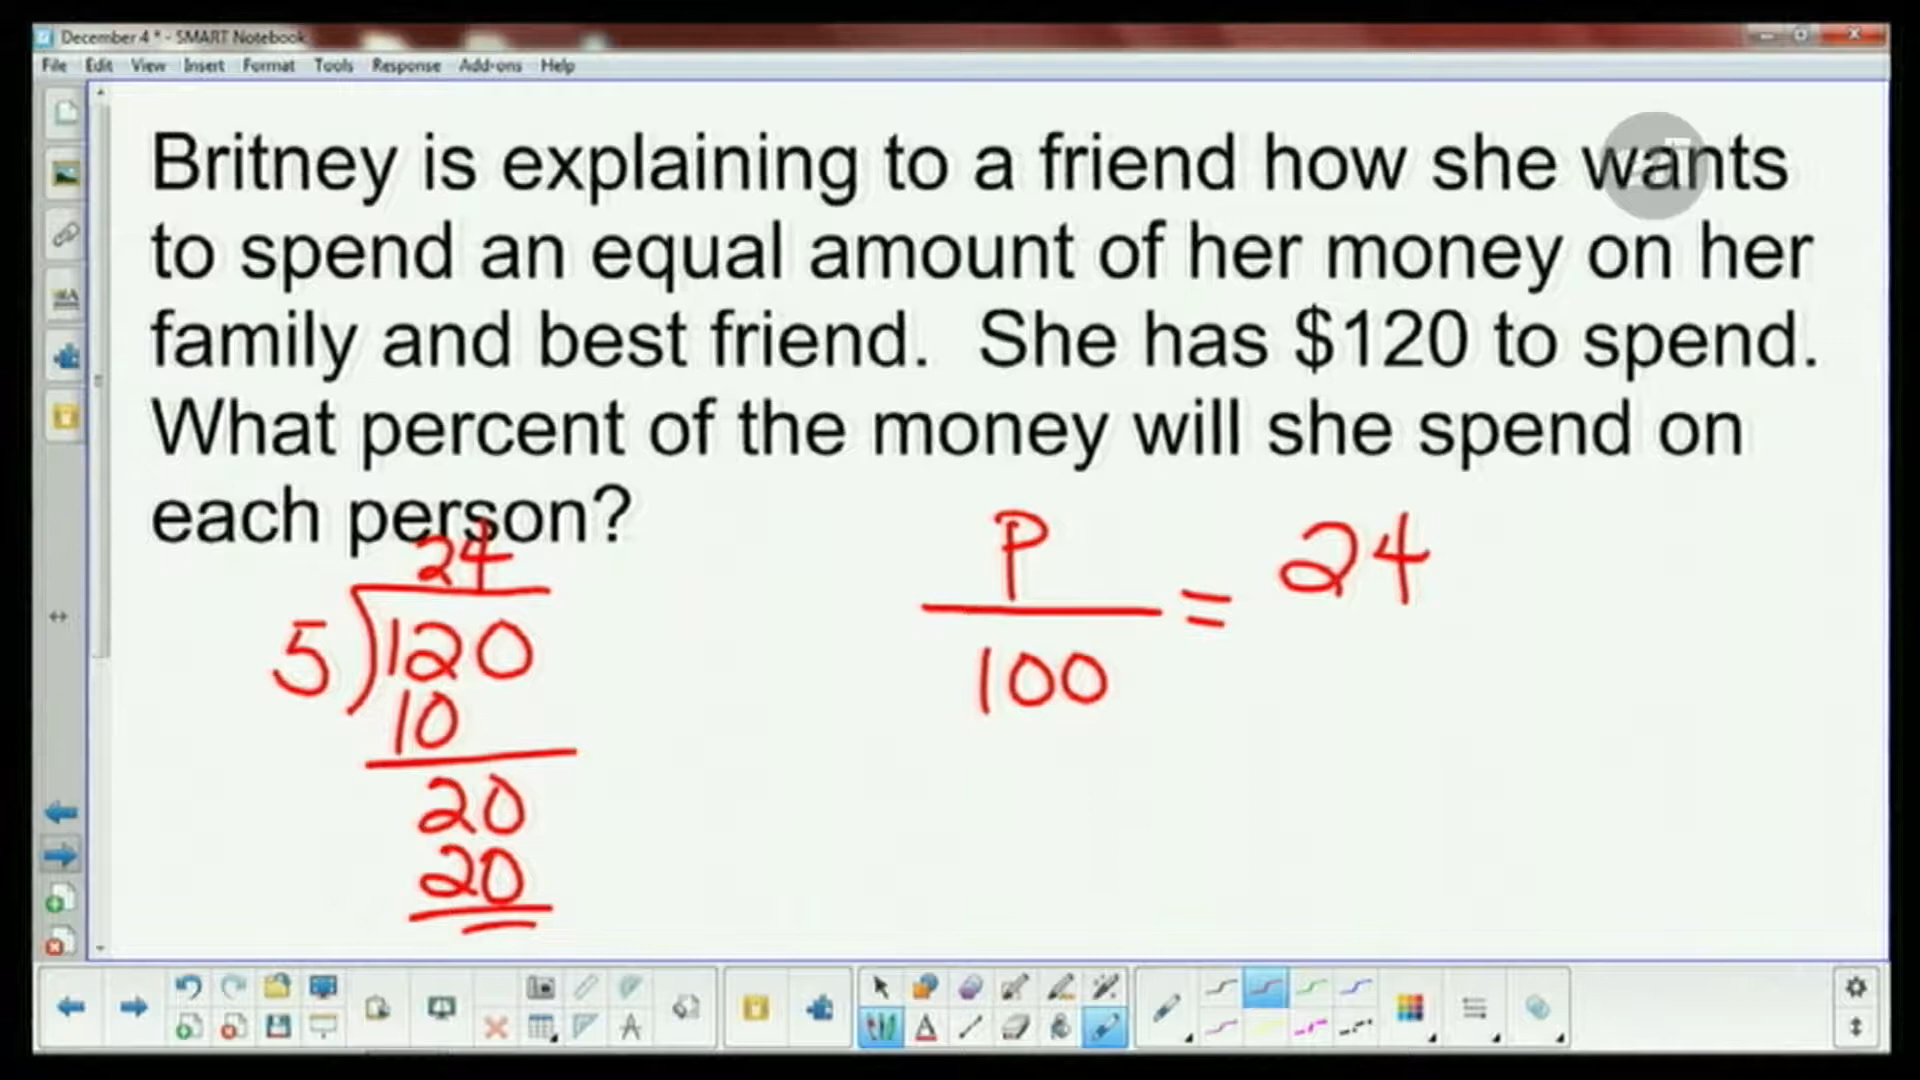 December 4 * - SMART Notebook
File Edit View Insert Format Tools Response Add-ons Help
Britney is explaining to a friend how she wants
to spend an equal amount of her money on her
family and best friend. She has $120 to spend.
What percent of the money will she spend on
each person?
24
5 120
10
20
20
P
100
= 24